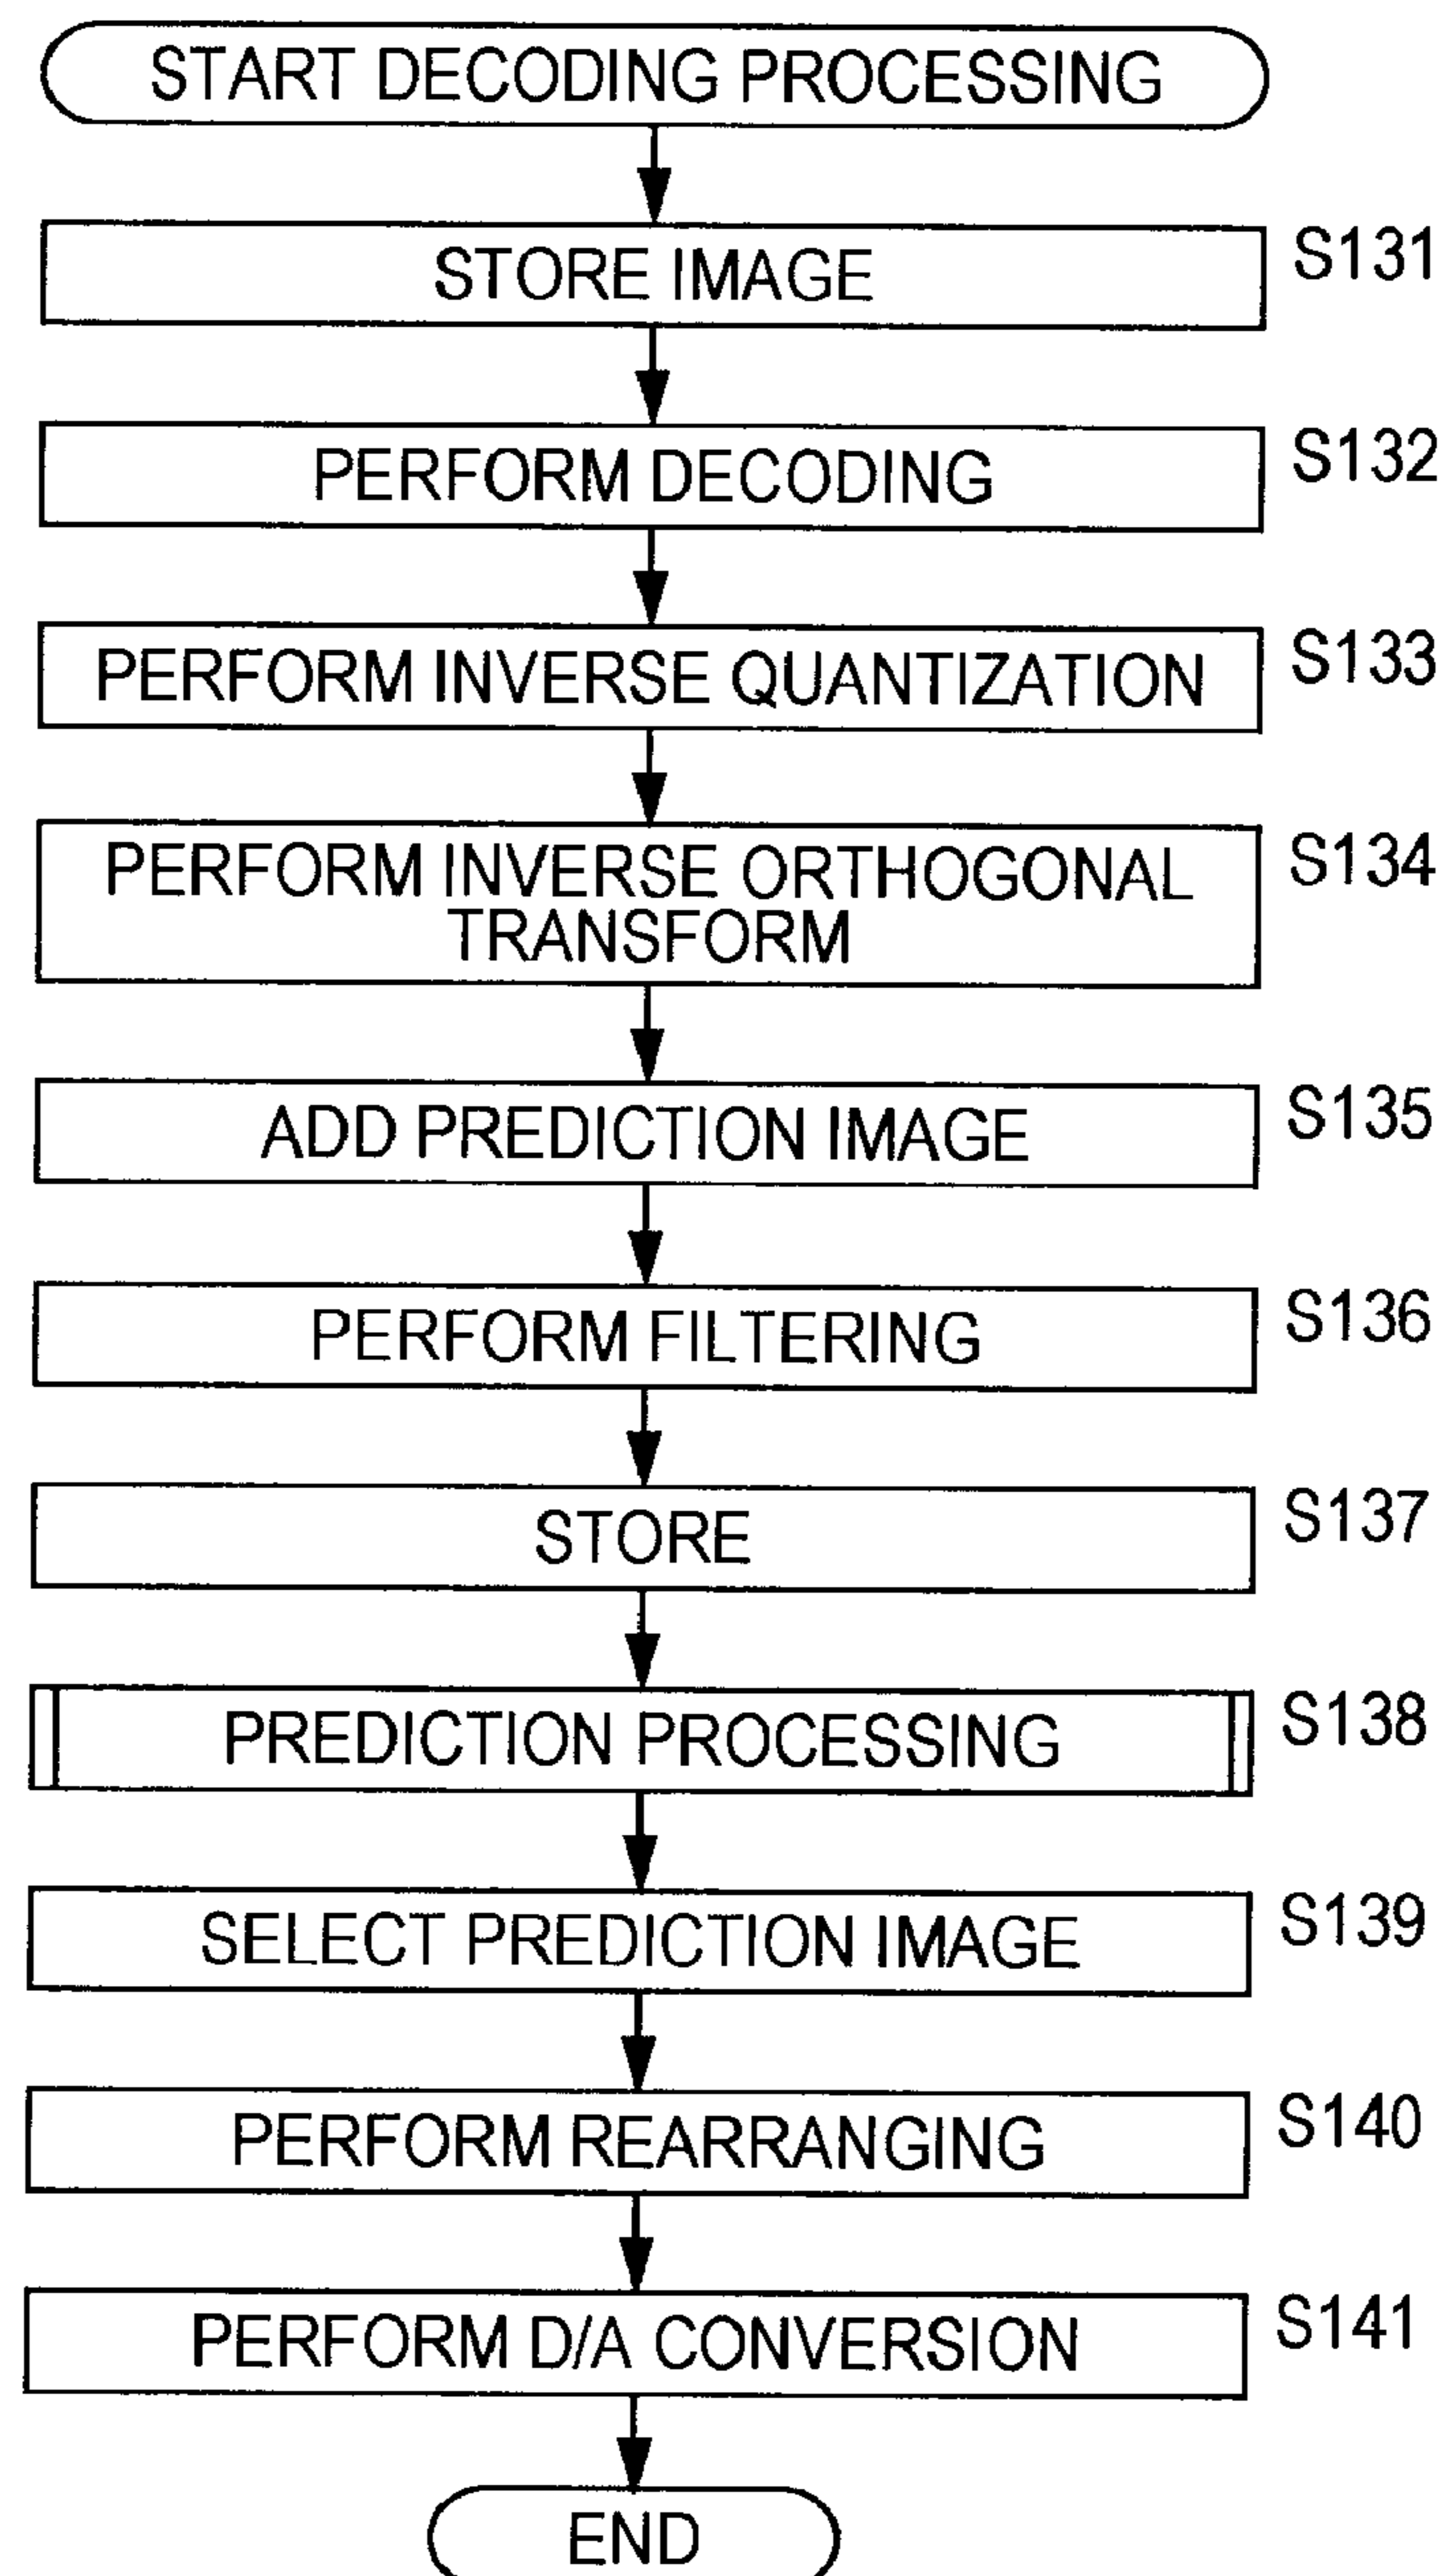 START DECODING PROCESSING
STORE IMAGE
S131
PERFORM DECODING
S132
PERFORM INVERSE QUANTIZATION
S133
PERFORM INVERSE ORTHOGONAL
TRANSFORM
S134
ADD PREDICTION IMAGE
S135
PERFORM FILTERING
S136
STORE
S137
PREDICTION PROCESSING
S138
SELECT PREDICTION IMAGE
S139
PERFORM REARRANGING
S140
PERFORM D/A CONVERSION
S141
END